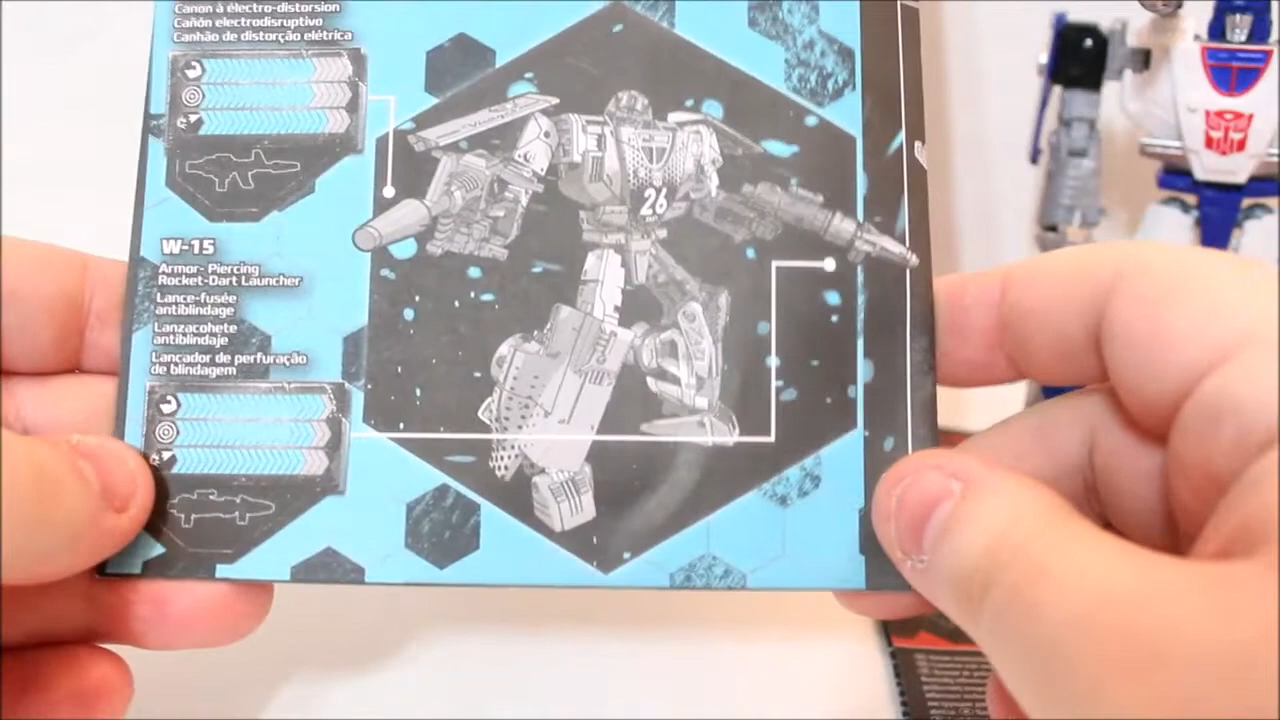 Canon à électro-distorsion
Cañón electrodisruptivo
Canhão de distorção elétrica
W-15
Armor- Piercing
Rocket-Dart Launcher
Lance-fusée
antiblindage
Lanzacohete
antiblindaje
Lançador de perfuração
de blindagem
26